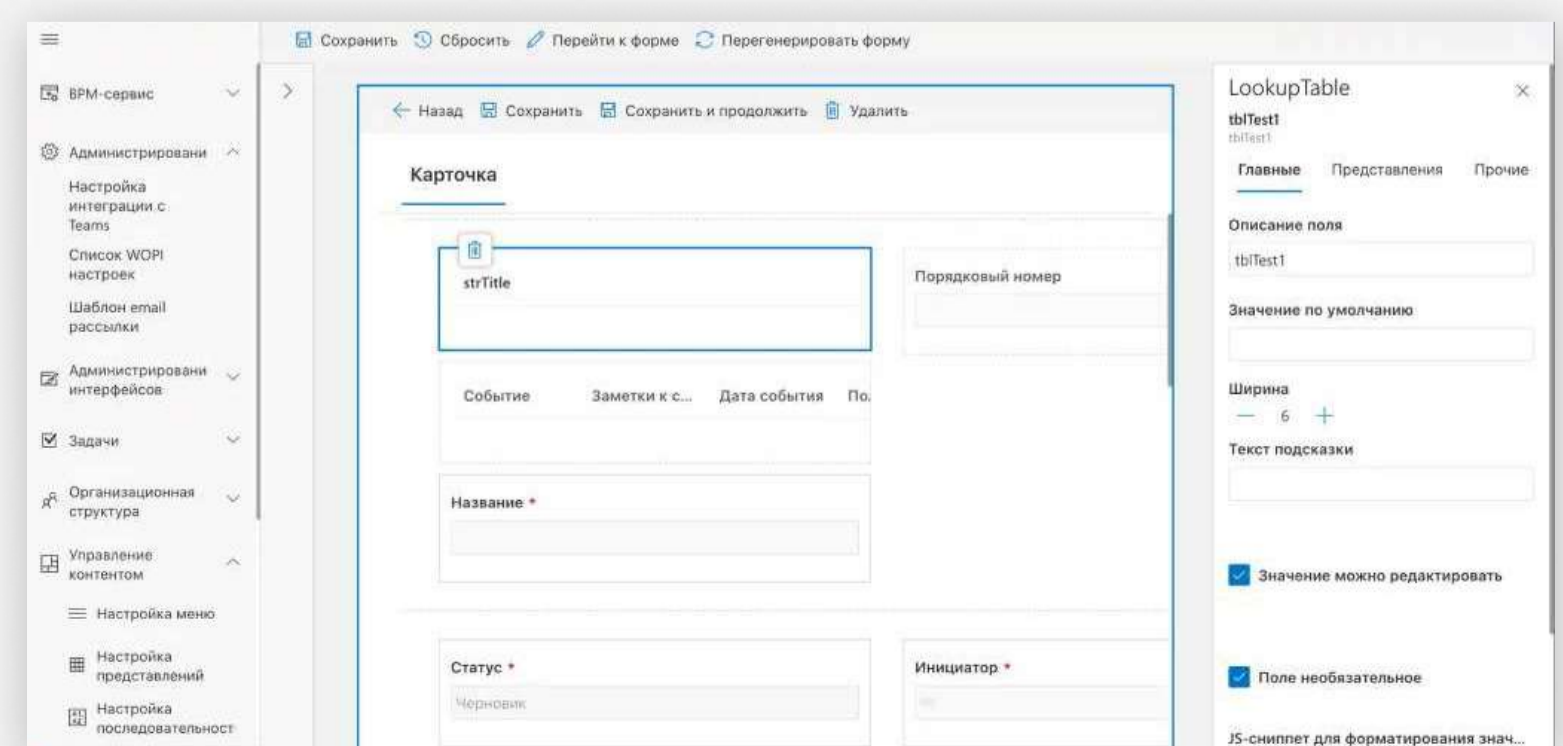 Сохранить Сбросить Перейти к форме Перегенерировать форму
BPM-сервис
Администрировани
Настройка
интеграции с
Teams
Список WOPI
настроек
Шаблон email
рассылки
Администрировани
интерфейсов
Задачи
Организационная
структура
Управление
контентом
Настройка меню
Настройка
представлений
Настройка
последовательност
Назад Сохранить Сохранить и продолжить Удалить
Карточка
strTitle
Порядковый номер
Событие Заметки к с... Дата события По.
Название *
Статус *
Черновик
Инициатор *
LookupTable
tblTest1
tblTest1
Главные Представления Прочие
Описание поля
tblTest1
Значение по умолчанию
Ширина
— 6 +
Текст подсказки
Значение можно редактировать
Поле необязательное
JS-сниппет для форматирования знач...